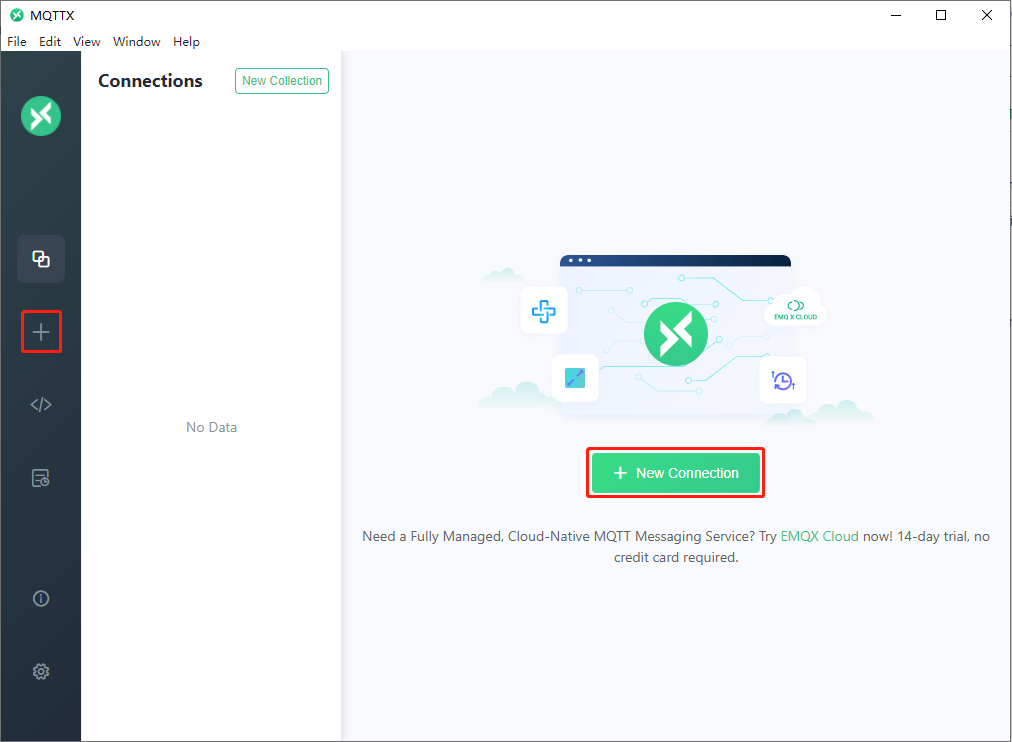 MQTTX
File Edit View Window Help
Connections
New Collection
No Data
EMQ X CLOUD
New Connection
Need a Fully Managed, Cloud-Native MQTT Messaging Service? Try EMQX Cloud now! 14-day trial, no
credit card required.